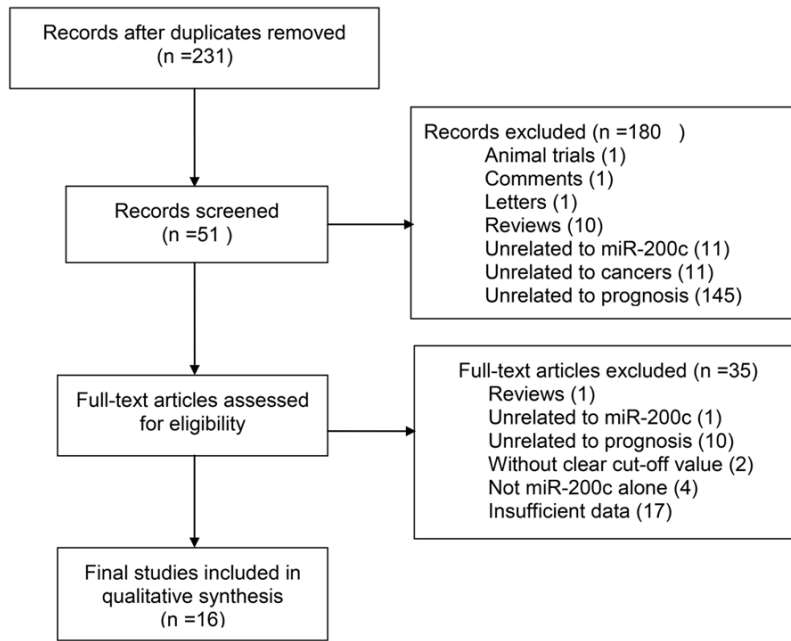 Records after duplicates removed
(n =231)
Records excluded (n =180 )
Animal trials (1)
Comments (1)
Letters (1)
Reviews (10)
Unrelated to miR-200c (11)
Unrelated to cancers (11)
Unrelated to prognosis (145)
Records screened
(n =51 )
Full-text articles excluded (n =35)
Reviews (1)
Unrelated to miR-200c (1)
Unrelated to prognosis (10)
Without clear cut-off value (2)
Not miR-200c alone (4)
Insufficient data (17)
Full-text articles assessed
for eligibility
Final studies included in
qualitative synthesis
(n =16)